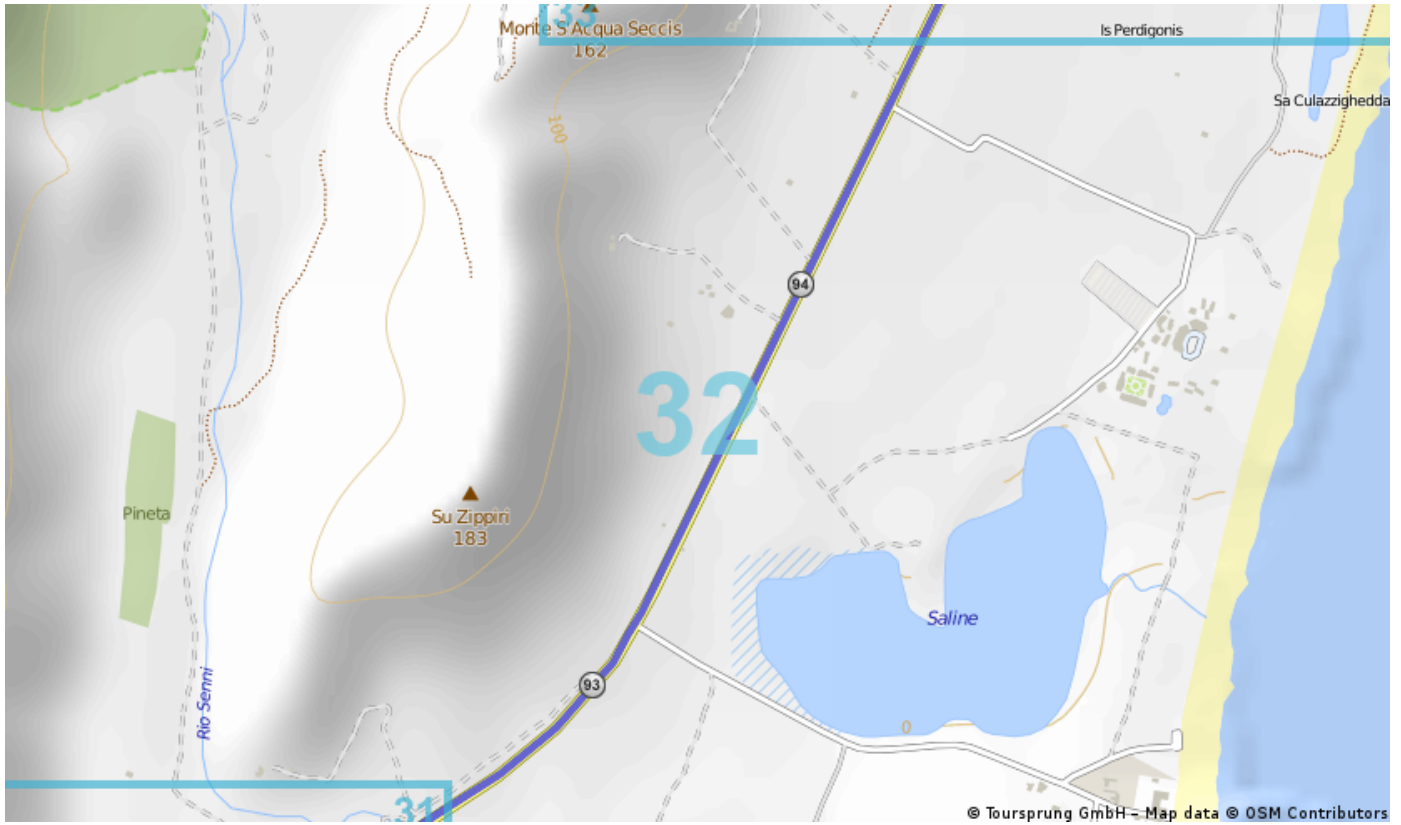 33
Monte S'Acqua Seccis
162
Is Perdigonis
Sa Culazzighedda
100
94
32
Su Zippiri
183
Pineta
Saline
93
Rio Senni
0
31
© Toursprung GmbH – Map data © OSM Contributors